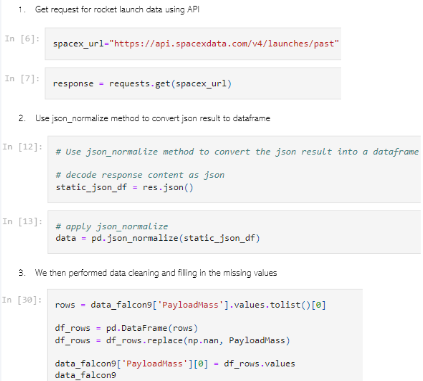 1. Get request for rocket launch data using API
In [6]: spacex_url="https://api.spacexdata.com/v4/launches/past"
In [7]: response = requests.get(spacex_url)
2. Use json_normalize method to convert json result to dataframe
In [12]: # Use json_normalize method to convert the json result into a dataframe
# decode response content as json
static_json_df = res.json()
In [13]: # apply json_normalize
data = pd.json_normalize(static_json_df)
3. We then performed data cleaning and filling in the missing values
In [30]: rows = data_falcon9['PayloadMass'].values.tolist()[0]
df_rows = pd.DataFrame(rows)
df_rows = df_rows.replace(np.nan, PayloadMass)
data_falcon9['PayloadMass'][0] = df_rows.values
data_falcon9